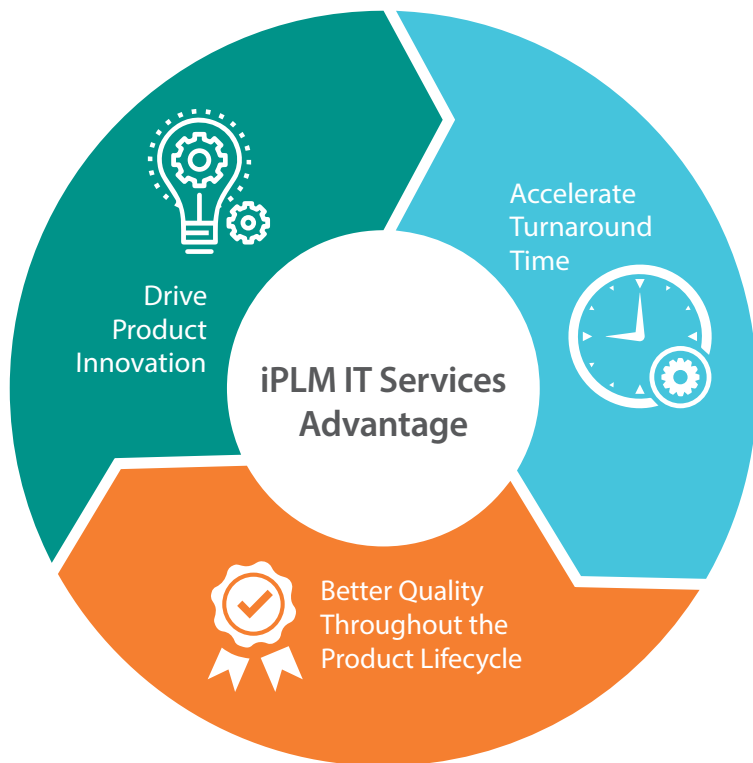 Drive
Product
Innovation
Accelerate
Turnaround
Time
iPLM IT Services
Advantage
Better Quality
Throughout the
Product Lifecycle